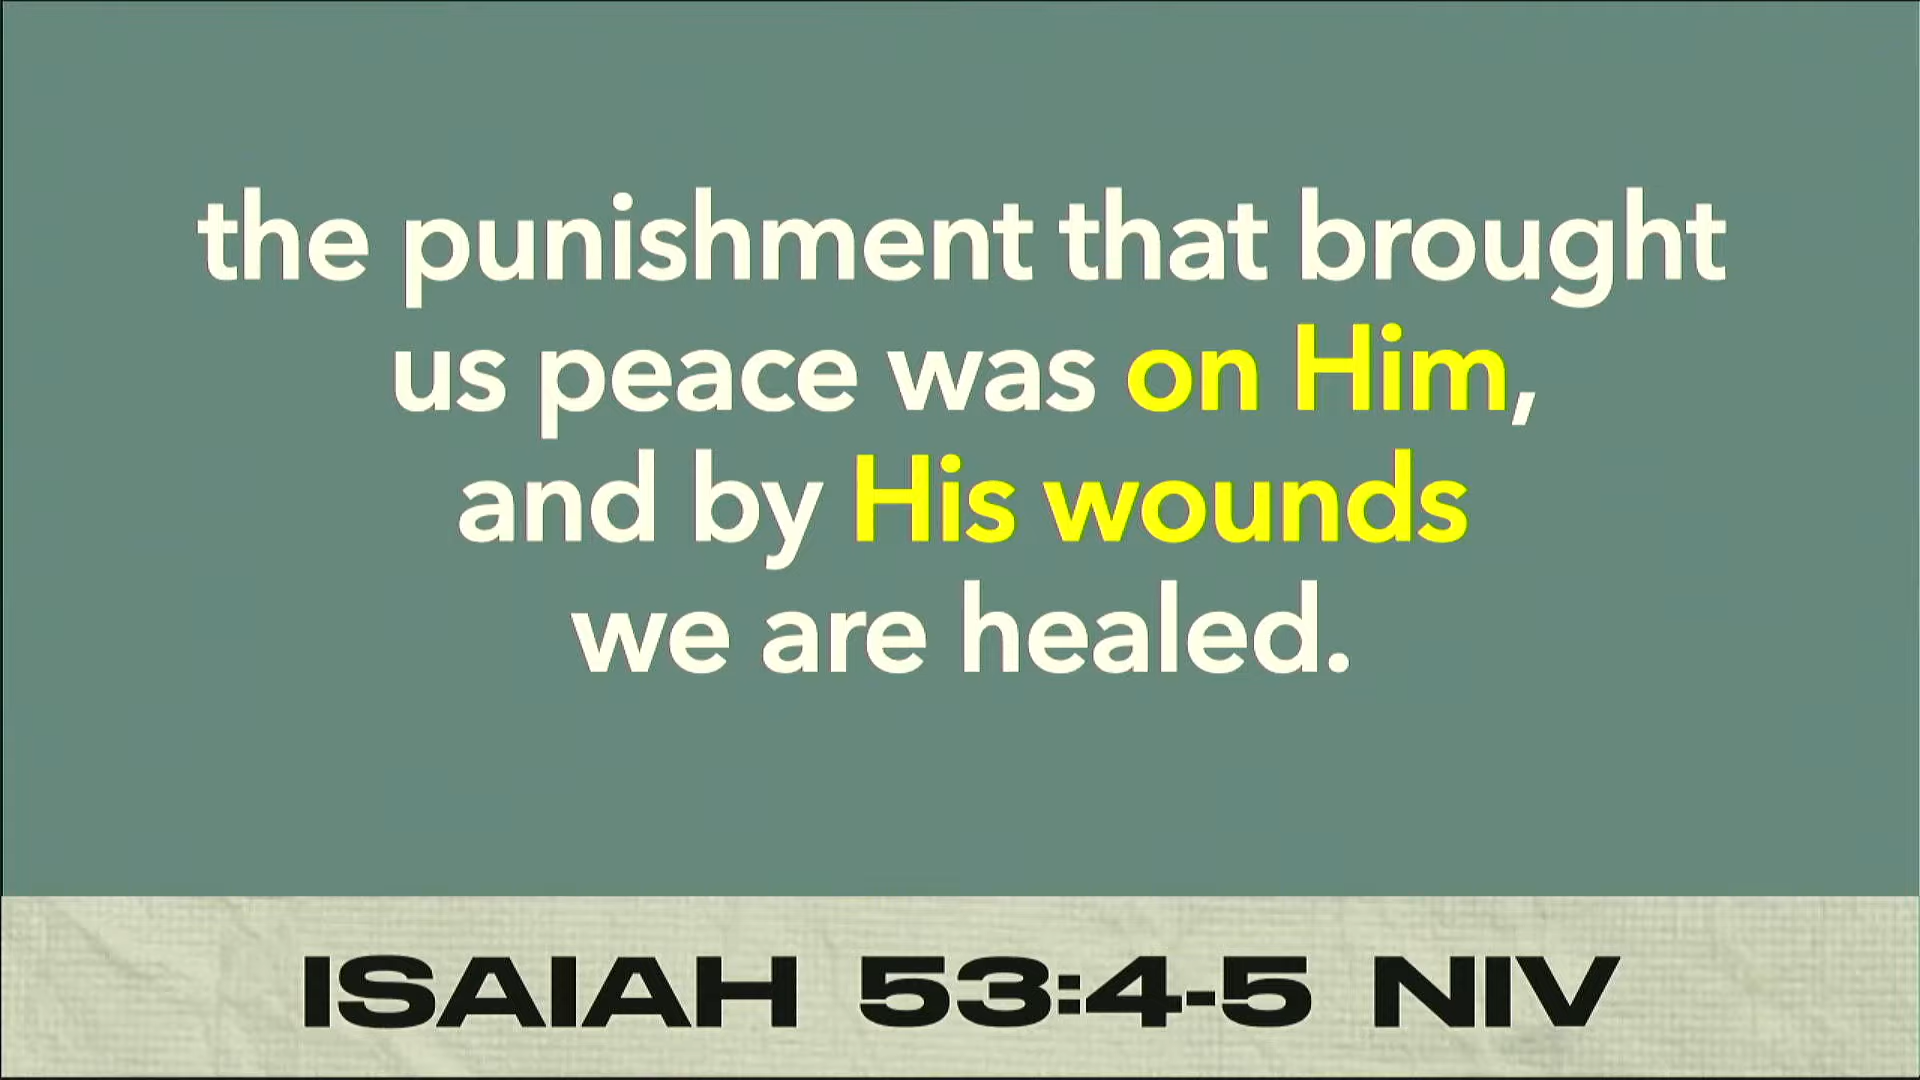 the punishment that brought
us peace was on Him,
and by His wounds
we are healed.
ISAIAH 53:4-5 NIV